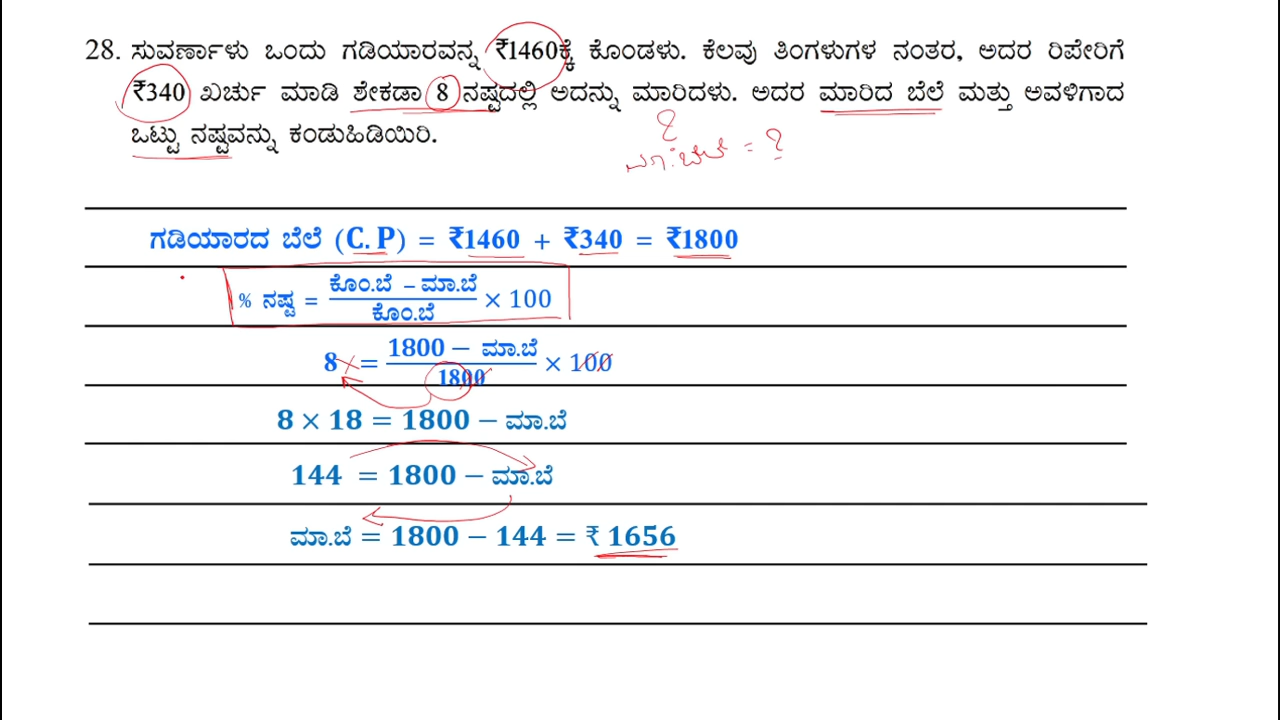 28. ಸುವರ್ಣಾಳು ಒಂದು ಗಡಿಯಾರವನ್ನ ₹1460ಕ್ಕೆ ಕೊಂಡಳು. ಕೆಲವು ತಿಂಗಳುಗಳ ನಂತರ, ಅದರ ರಿಪೇರಿಗೆ
₹340 ಖರ್ಚು ಮಾಡಿ ಶೇಕಡಾ 8 ನಷ್ಟದಲ್ಲಿ ಅದನ್ನು ಮಾರಿದಳು. ಅದರ ಮಾರಿದ ಬೆಲೆ ಮತ್ತು ಅವಳಿಗಾದ
ಒಟ್ಟು ನಷ್ಟವನ್ನು ಕಂಡುಹಿಡಿಯಿರಿ.
ಮಾ.ಬೆಲೆ = ?
ಗಡಿಯಾರದ ಬೆಲೆ (C.P) = ₹1460 + ₹340 = ₹1800
% ನಷ್ಟ = ಕೊಂ.ಬೆ – ಮಾ.ಬೆ / ಕೊಂ.ಬೆ × 100
8 = 1800 − ಮಾ.ಬೆ / 1800 × 100
8 × 18 = 1800 − ಮಾ.ಬೆ
144 = 1800 − ಮಾ.ಬೆ
ಮಾ.ಬೆ = 1800 − 144 = ₹ 1656